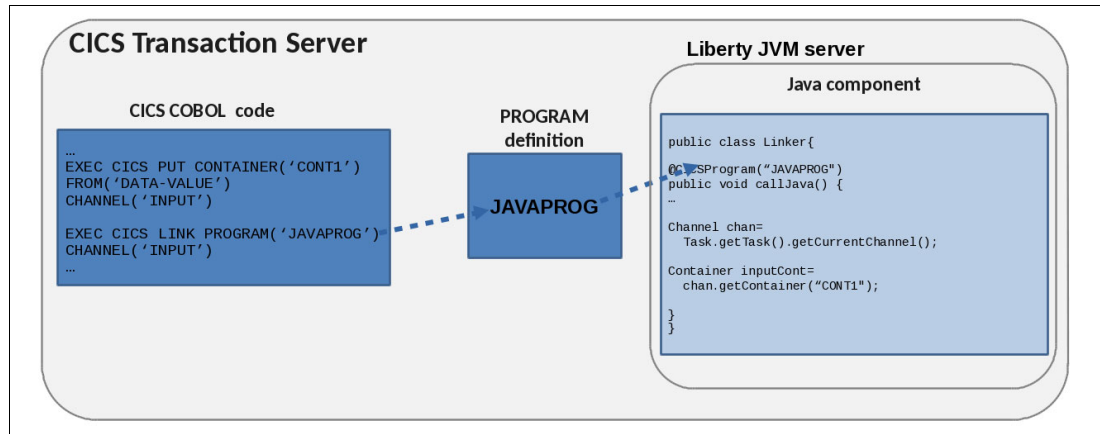 CICS Transaction Server
Liberty JVM server
Java component
CICS COBOL code
PROGRAM
definition
…
EXEC CICS PUT CONTAINER(‘CONT1’)
FROM(‘DATA-VALUE’)
CHANNEL(‘INPUT’)
EXEC CICS LINK PROGRAM(‘JAVAPROG’)
CHANNEL(‘INPUT’)
…
JAVAPROG
public class Linker{
@CICSProgram(“JAVAPROG")
public void callJava() {
…
Channel chan=
Task.getTask().getCurrentChannel();
Container inputCont=
chan.getContainer(“CONT1");
}
}